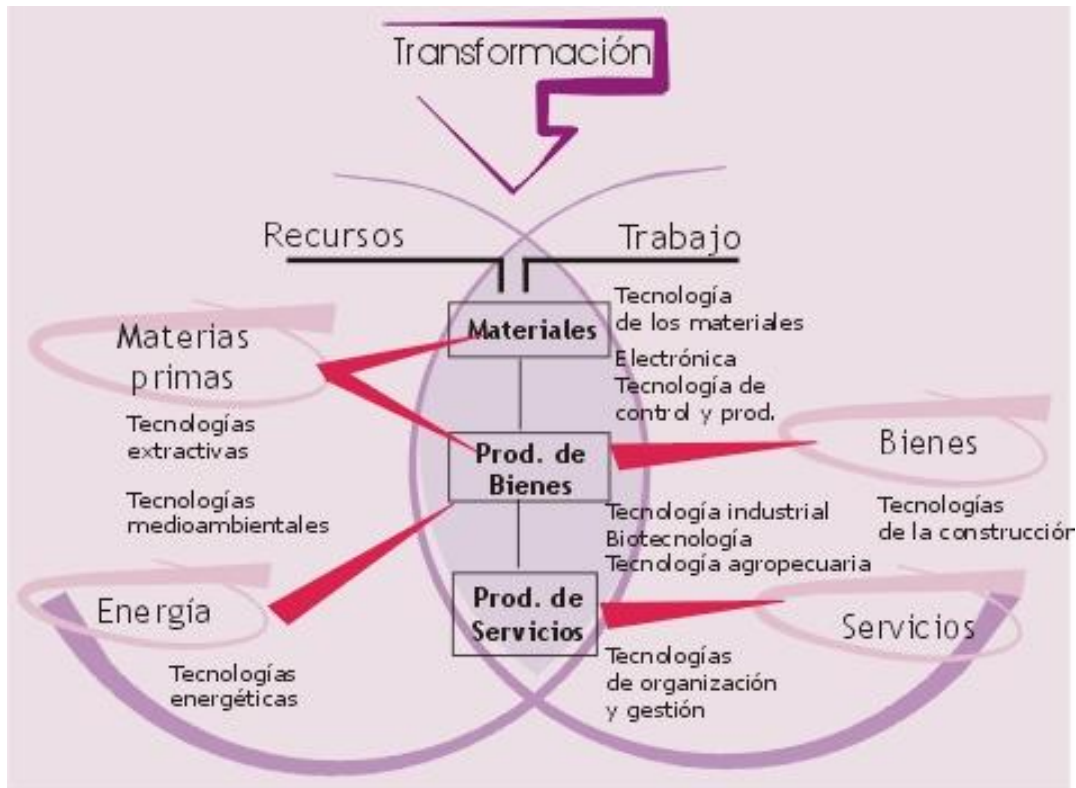 Transformación
Recursos
Trabajo
Materias
primas
Tecnologías
extractivas
Tecnologías
medioambientales
Energía
Tecnologías
energéticas
Materiales
Prod. de
Bienes
Prod. de
Servicios
Tecnología
de los materiales
Electrónica
Tecnología de
control y prod.
Tecnología industrial
Biotecnología
Tecnología agropecuaria
Tecnologías
de organización
y gestión
Bienes
Tecnologías
de la construcción
Servicios